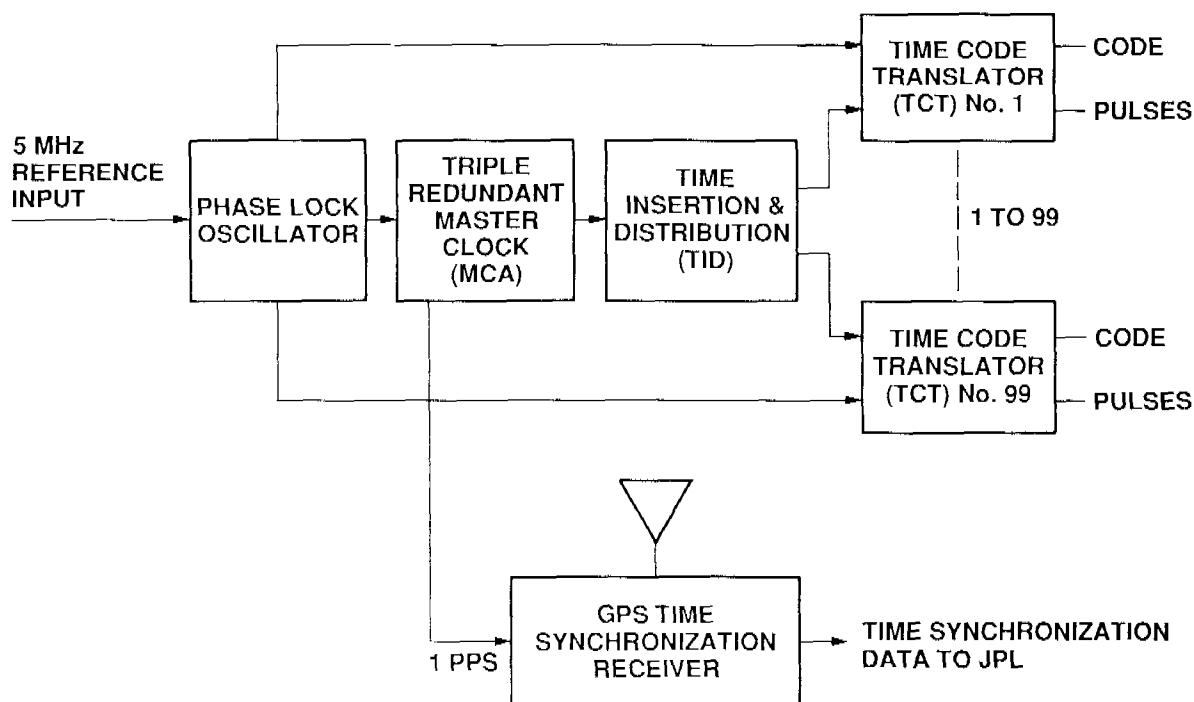 5 MHz
REFERENCE
INPUT
PHASE LOCK
OSCILLATOR
TRIPLE
REDUNDANT
MASTER
CLOCK
(MCA)
TIME
INSERTION &
DISTRIBUTION
(TID)
TIME CODE
TRANSLATOR
(TCT) No. 1
CODE
PULSES
1 TO 99
TIME CODE
TRANSLATOR
(TCT) No. 99
CODE
PULSES
1 PPS
GPS TIME
SYNCHRONIZATION
RECEIVER
TIME SYNCHRONIZATION
DATA TO JPL